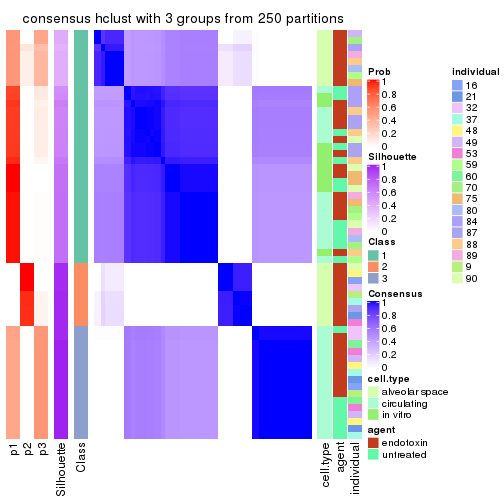 consensus hclust with 3 groups from 250 partitions
Prob
1
0.8
0.6
0.4
0.2
0
Silhouette
1
0.8
0.6
0.4
0.2
0
Class
1
2
3
Consensus
1
0.8
0.6
0.4
0.2
0
cell.type
alveolar space
circulating
in vitro
agent
endotoxin
untreated
Individual
16
21
32
37
48
49
53
59
60
70
75
80
84
87
88
89
9
90
p1
p2
p3
Silhouette
Class
cell.type
agent
individual